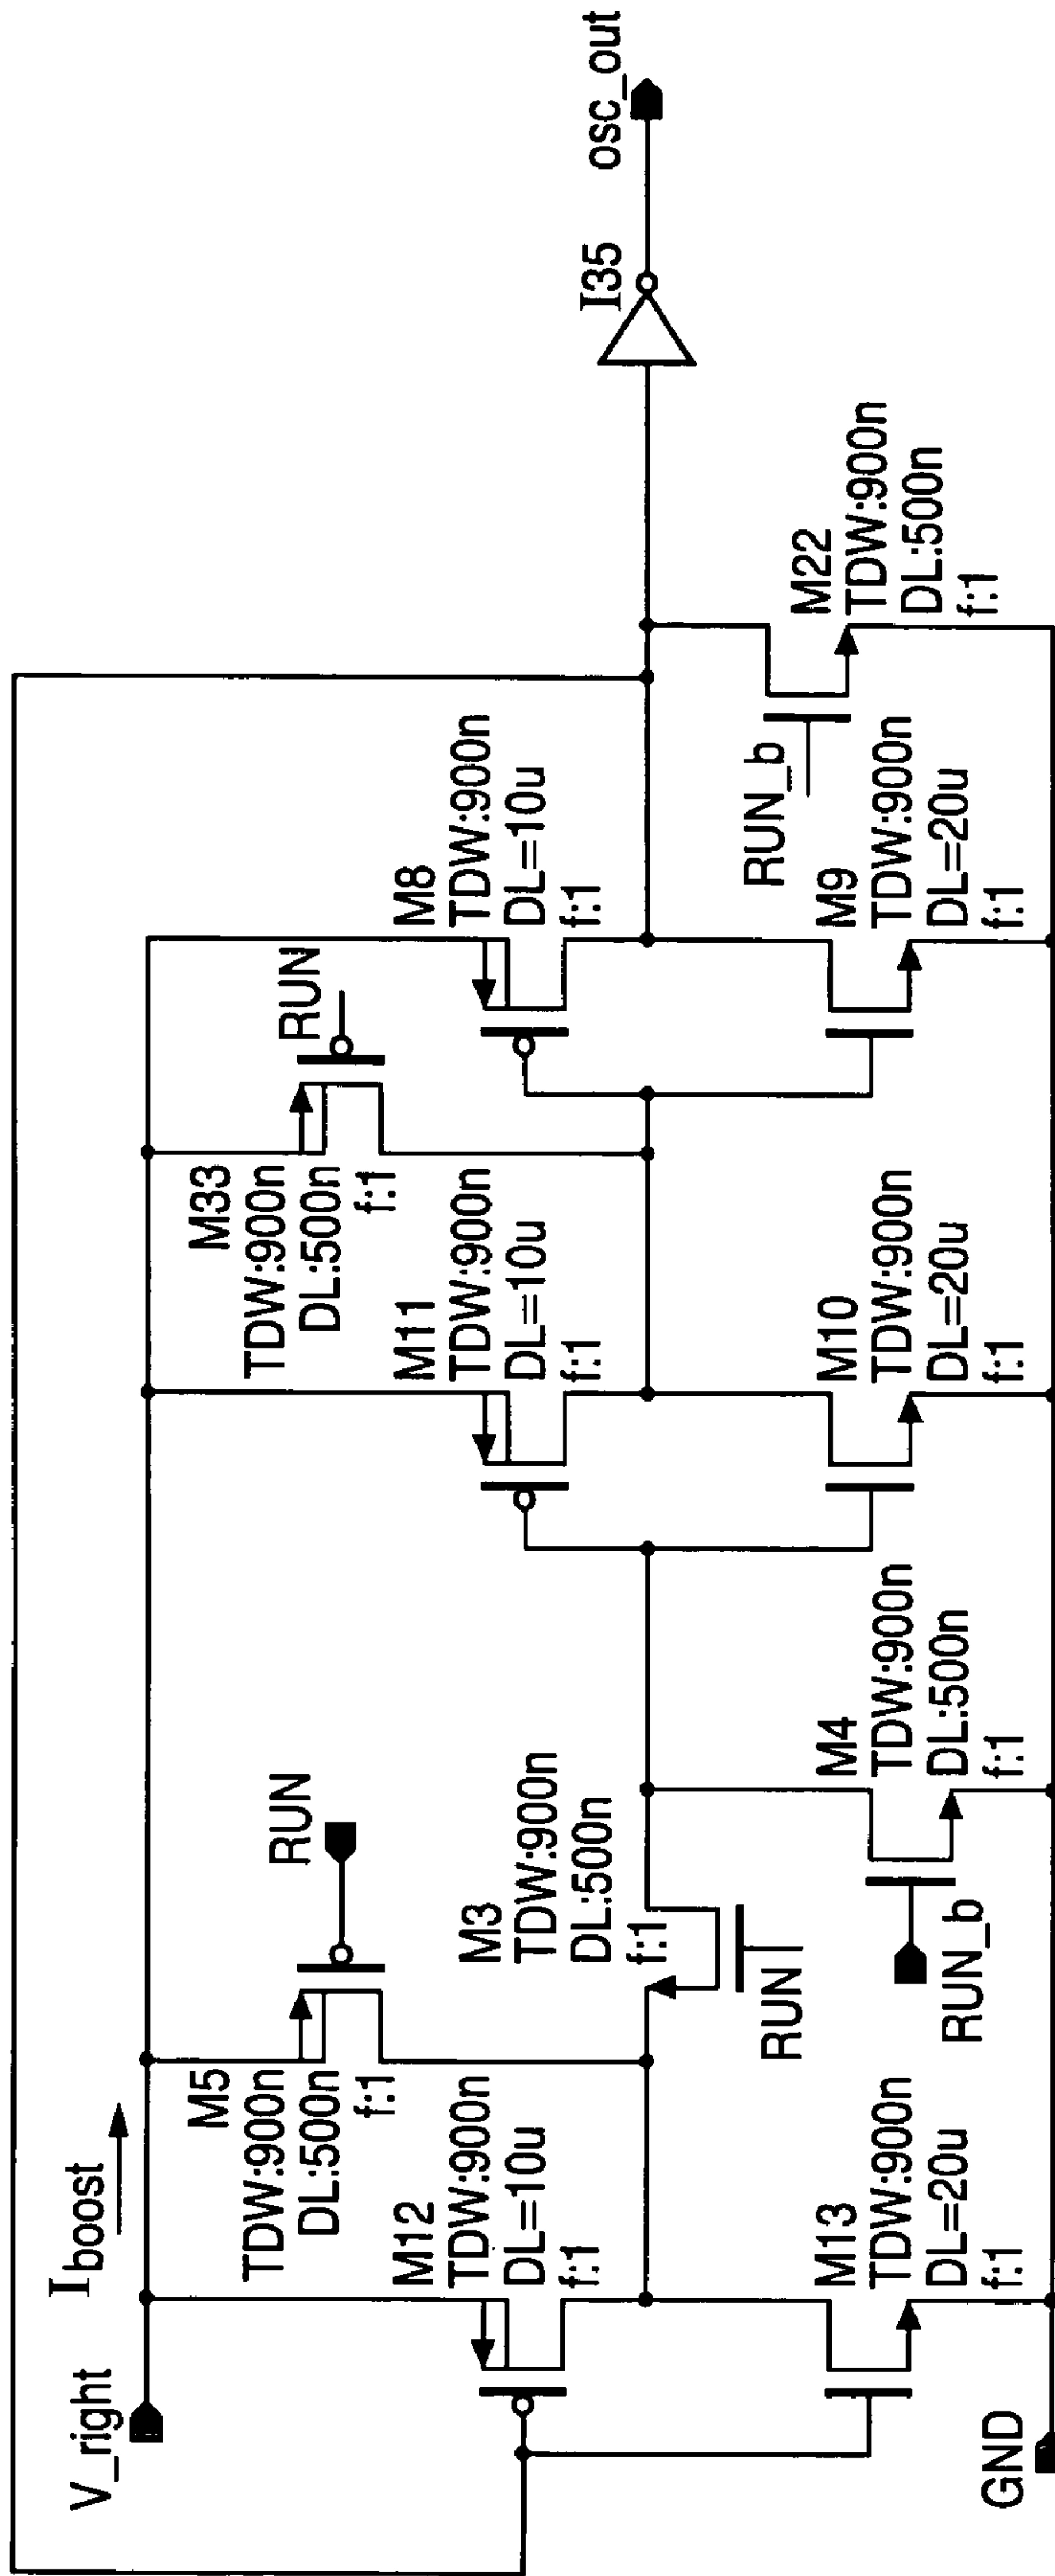 V_right
I boost
M12
TDW:900n
DL=10u
f:1
M5
TDW:900n
DL:500n
f:1
RUN
M3
TDW:900n
DL:500n
f:1
RUN
M13
TDW:900n
DL=20u
f:1
GND
RUN_b
M4
TDW:900n
DL:500n
f:1
M11
TDW:900n
DL=10u
f:1
M33
TDW:900n
DL:500n
f:1
RUN
M10
TDW:900n
DL=20u
f:1
M8
TDW:900n
DL=10u
f:1
M9
TDW:900n
DL=20u
f:1
RUN_b
M22
TDW:900n
DL:500n
f:1
I35
osc_out